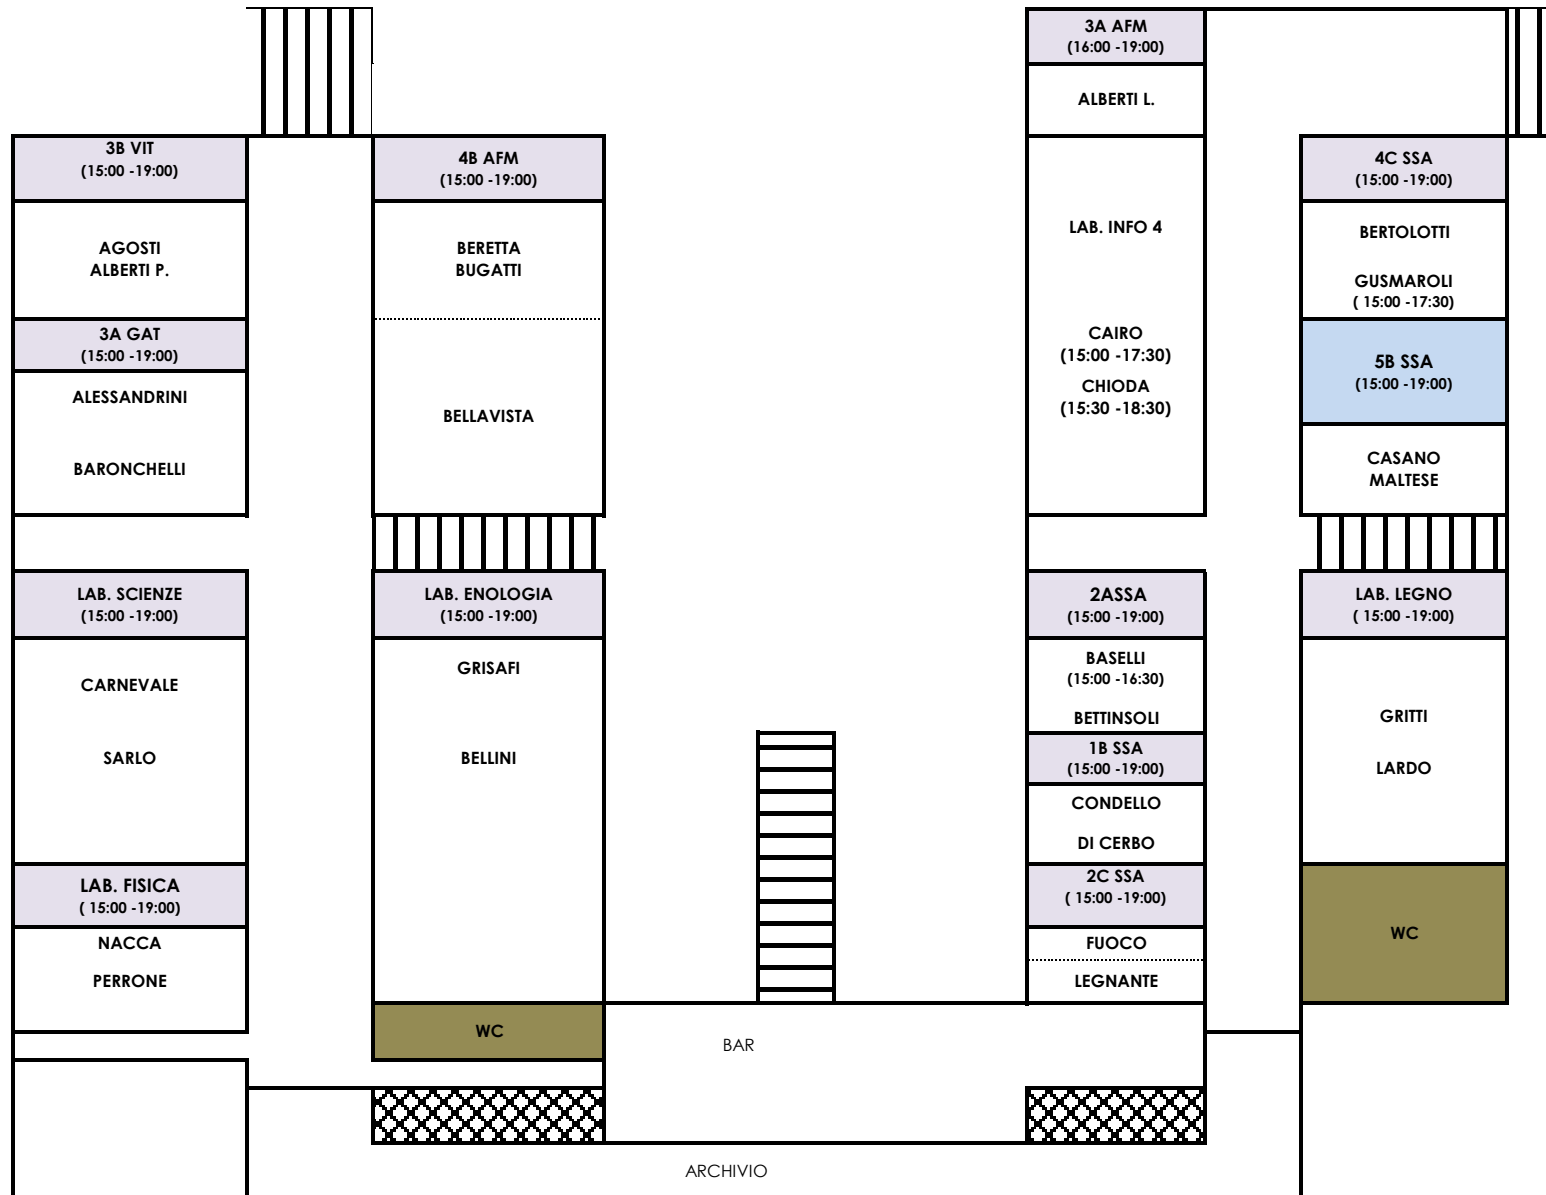 3A AFM
(16:00 -19:00)
ALBERTI L.
3B VIT
(15:00 -19:00)
AGOSTI
ALBERTI P.
3A GAT
(15:00 -19:00)
ALESSANDRINI
BARONCHELLI
4B AFM
(15:00 -19:00)
BERETTA
BUGATTI
BELLAVISTA
LAB. INFO 4
CAIRO
(15:00 -17:30)
CHIODA
(15:30 -18:30)
4C SSA
(15:00 -19:00)
BERTOLOTTI
GUSMAROLI
( 15:00 -17:30)
5B SSA
(15:00 -19:00)
CASANO
MALTESE
LAB. SCIENZE
(15:00 -19:00)
CARNEVALE
SARLO
LAB. FISICA
( 15:00 -19:00)
NACCA
PERRONE
LAB. ENOLOGIA
(15:00 -19:00)
GRISAFI
BELLINI
WC
2ASSA
(15:00 -19:00)
BASELLI
(15:00 -16:30)
BETTINSOLI
1B SSA
(15:00 -19:00)
CONDELLO
DI CERBO
2C SSA
( 15:00 -19:00)
FUOCO
LEGNANTE
LAB. LEGNO
( 15:00 -19:00)
GRITTI
LARDO
WC
BAR
ARCHIVIO